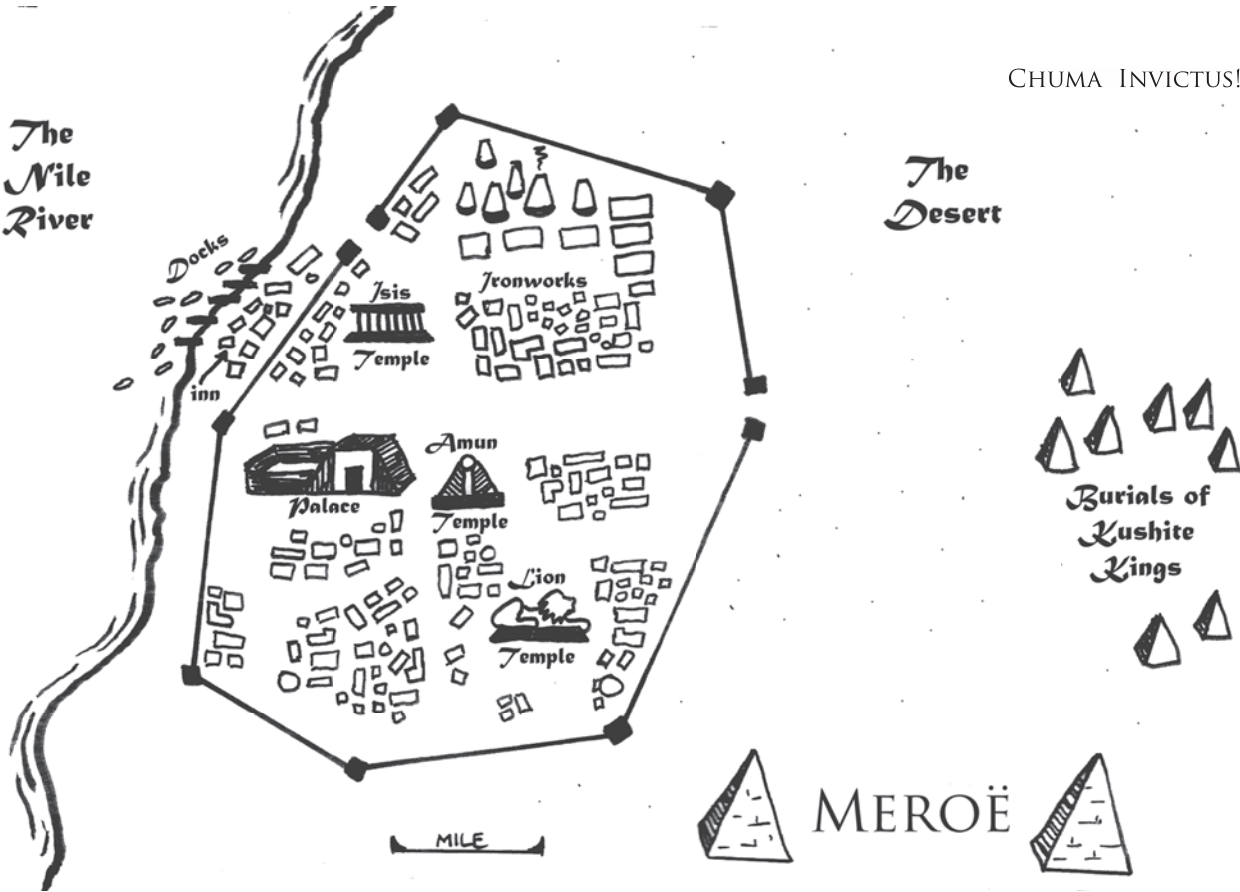 CHUMA INVICTUS!
The
Nile
River
The
Desert
Docks
Isis
Temple
Ironworks
inn
Amun
Temple
Palace
Lion
Temple
Burials of
Kushite
Kings
MEROË
MILE